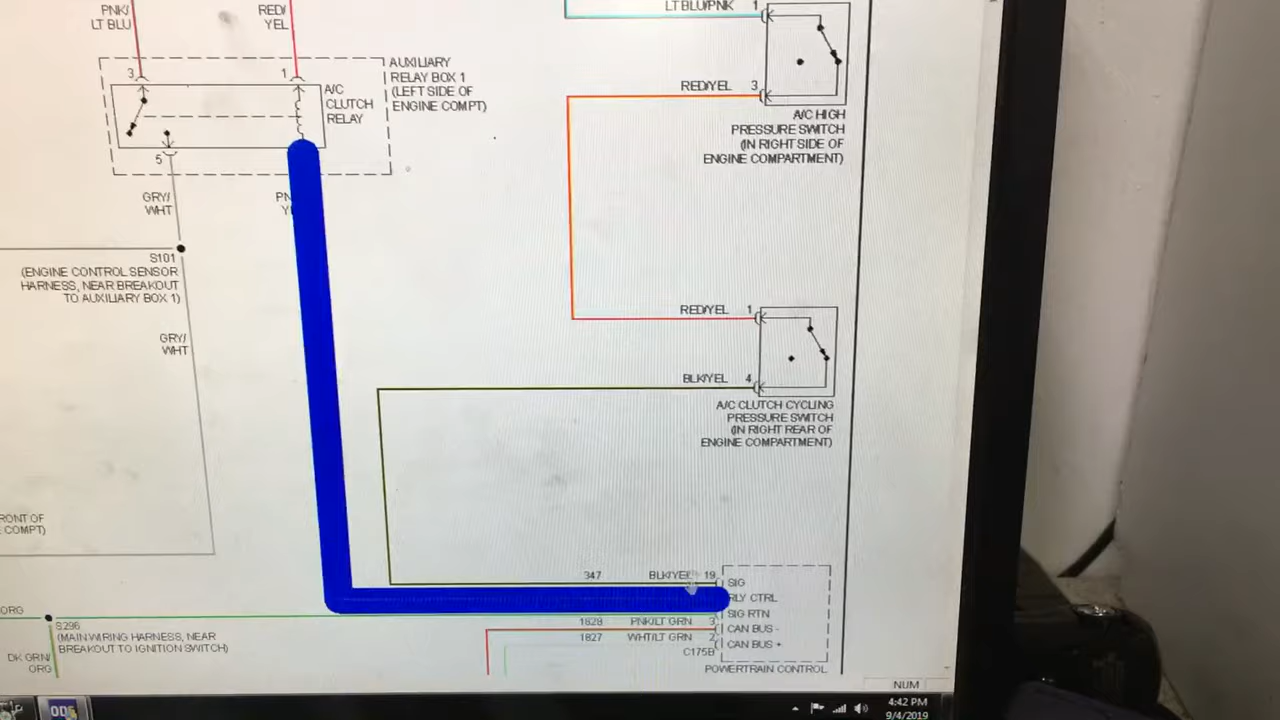 PNK/
LT BLU
RED/
YEL
LT BLU/PNK 1
3
1
AUXILIARY
RELAY BOX 1
(LEFT SIDE OF
ENGINE COMPT)
A/C
CLUTCH
RELAY
RED/YEL 3
A/C HIGH
PRESSURE SWITCH
(IN RIGHT SIDE OF
ENGINE COMPARTMENT)
5
GRY/
WHT
S101
(ENGINE CONTROL SENSOR
HARNESS, NEAR BREAKOUT
TO AUXILIARY BOX 1)
GRY/
WHT
RED/YEL 1
BLK/YEL 4
A/C CLUTCH CYCLING
PRESSURE SWITCH
(IN RIGHT REAR OF
ENGINE COMPARTMENT)
RONT OF
COMPT)
347 BLK/YEL 19 SIG
RLY CTRL
ORG
SIG RTN
S296
(MAIN WIRING HARNESS, NEAR
BREAKOUT TO IGNITION SWITCH)
1828 PNK/LT GRN 3 CAN BUS -
1827 WHT/LT GRN 2 CAN BUS +
C175B
DK GRN/
ORG
POWERTRAIN CONTROL
NUM
4:42 PM
9/4/2019